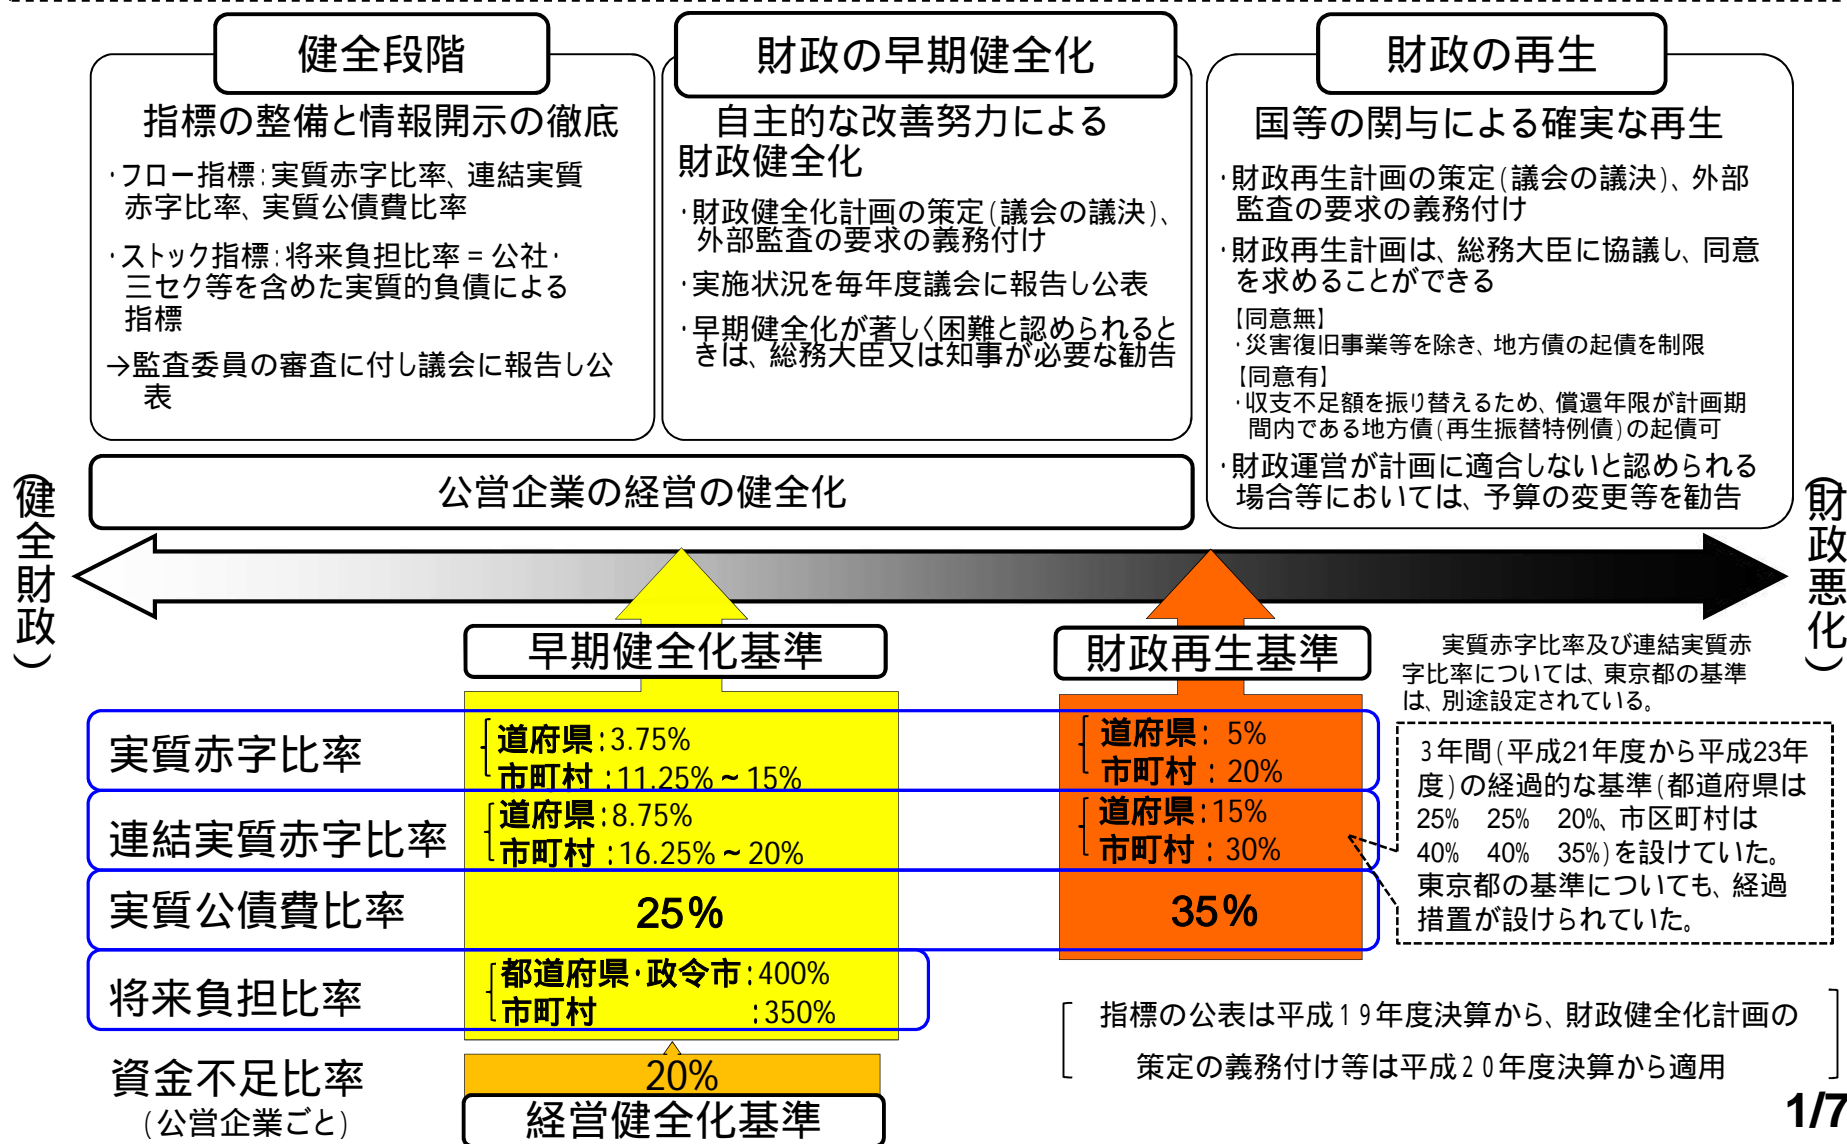 健全段階
指標の整備と情報開示の徹底
・フロー指標：実質赤字比率、連結実質
赤字比率、実質公債費比率
・ストック指標：将来負担比率＝公社・
三セク等を含めた実質的負債による
指標
→監査委員の審査に付し議会に報告し公
表
財政の早期健全化
自主的な改善努力による
財政健全化
・財政健全化計画の策定（議会の議決）、
外部監査の要求の義務付け
・実施状況を毎年度議会に報告し公表
・早期健全化が著しく困難と認められると
きは、総務大臣又は知事が必要な勧告
財政の再生
国等の関与による確実な再生
・財政再生計画の策定（議会の議決）、外部
監査の要求の義務付け
・財政再生計画は、総務大臣に協議し、同意
を求めることができる
【同意無】
・災害復旧事業等を除き、地方債の起債を制限
【同意有】
・収支不足額を振り替えるため、償還年限が計画期
間内である地方債（再生振替特例債）の起債可
・財政運営が計画に適合しないと認められる
場合等においては、予算の変更等を勧告
公営企業の経営の健全化
（健全財政）
（財政悪化）
早期健全化基準
財政再生基準
実質赤字比率及び連結実質赤
字比率については、東京都の基準
は、別途設定されている。
実質赤字比率
道府県：3.75%
市町村：11.25%～15%
道府県：5%
市町村：20%
連結実質赤字比率
道府県：8.75%
市町村：16.25%～20%
道府県：15%
市町村：30%
実質公債費比率
25%
35%
将来負担比率
都道府県・政令市：400%
市町村：350%
3年間（平成21年度から平成23年
度）の経過的な基準（都道府県は
25% 25% 20%、市区町村は
40% 40% 35%）を設けていた。
東京都の基準についても、経過
措置が設けられていた。
資金不足比率
（公営企業ごと）
20%
経営健全化基準
指標の公表は平成19年度決算から、財政健全化計画の
策定の義務付け等は平成20年度決算から適用
1/7